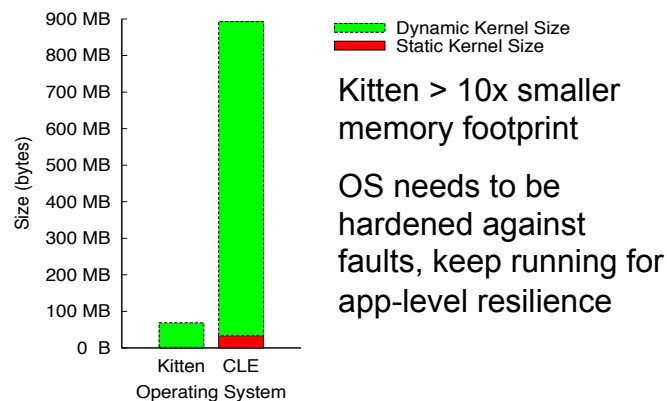 900 MB
800 MB
700 MB
600 MB
500 MB
400 MB
300 MB
200 MB
100 MB
0 B
Size (bytes)
Kitten CLE
Operating System
Dynamic Kernel Size
Static Kernel Size
Kitten > 10x smaller
memory footprint
OS needs to be
hardened against
faults, keep running for
app-level resilience